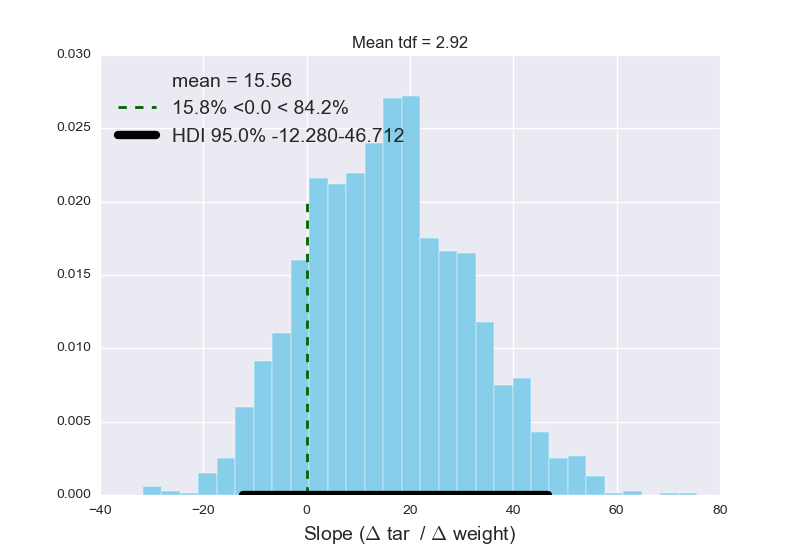 Mean tdf = 2.92
0.030
0.025
0.020
0.015
0.010
0.005
0.000
mean = 15.56
15.8% <0.0 < 84.2%
HDI 95.0% -12.280-46.712
−40 −20 0 20 40 60 80
Slope (Δ tar / Δ weight)